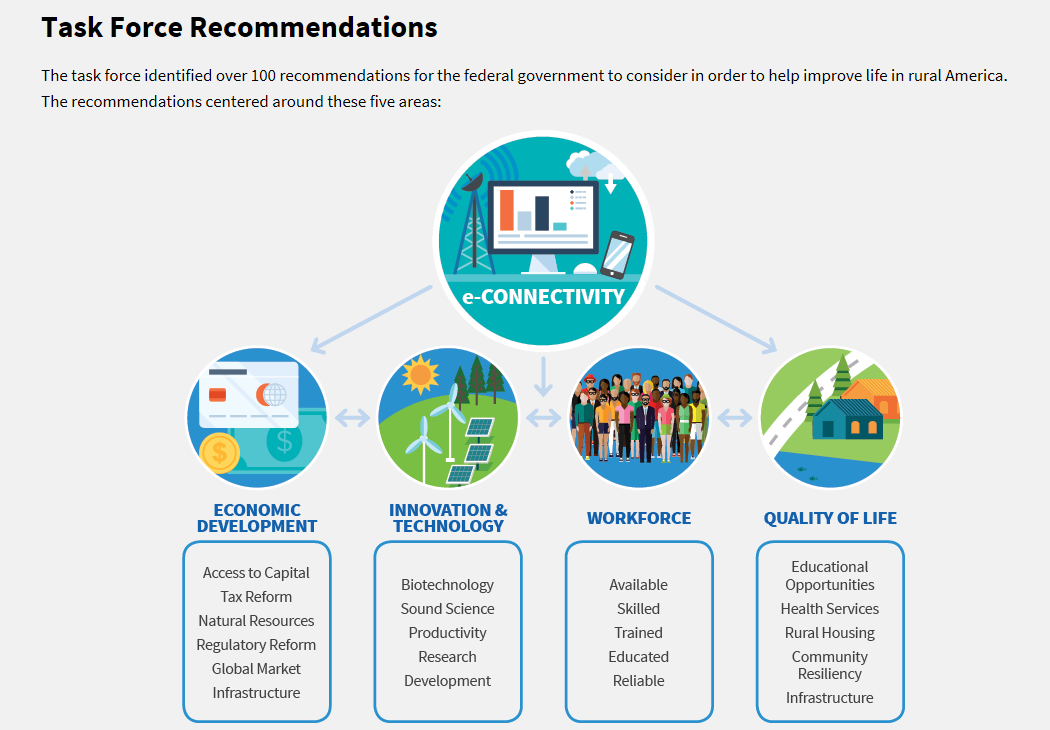 Task Force Recommendations
The task force identified over 100 recommendations for the federal government to consider in order to help improve life in rural America.
The recommendations centered around these five areas:
e-CONNECTIVITY
$
$
ECONOMIC
DEVELOPMENT
Access to Capital
Tax Reform
Natural Resources
Regulatory Reform
Global Market
Infrastructure
INNOVATION &
TECHNOLOGY
Biotechnology
Sound Science
Productivity
Research
Development
WORKFORCE
Available
Skilled
Trained
Educated
Reliable
QUALITY OF LIFE
Educational
Opportunities
Health Services
Rural Housing
Community
Resiliency
Infrastructure